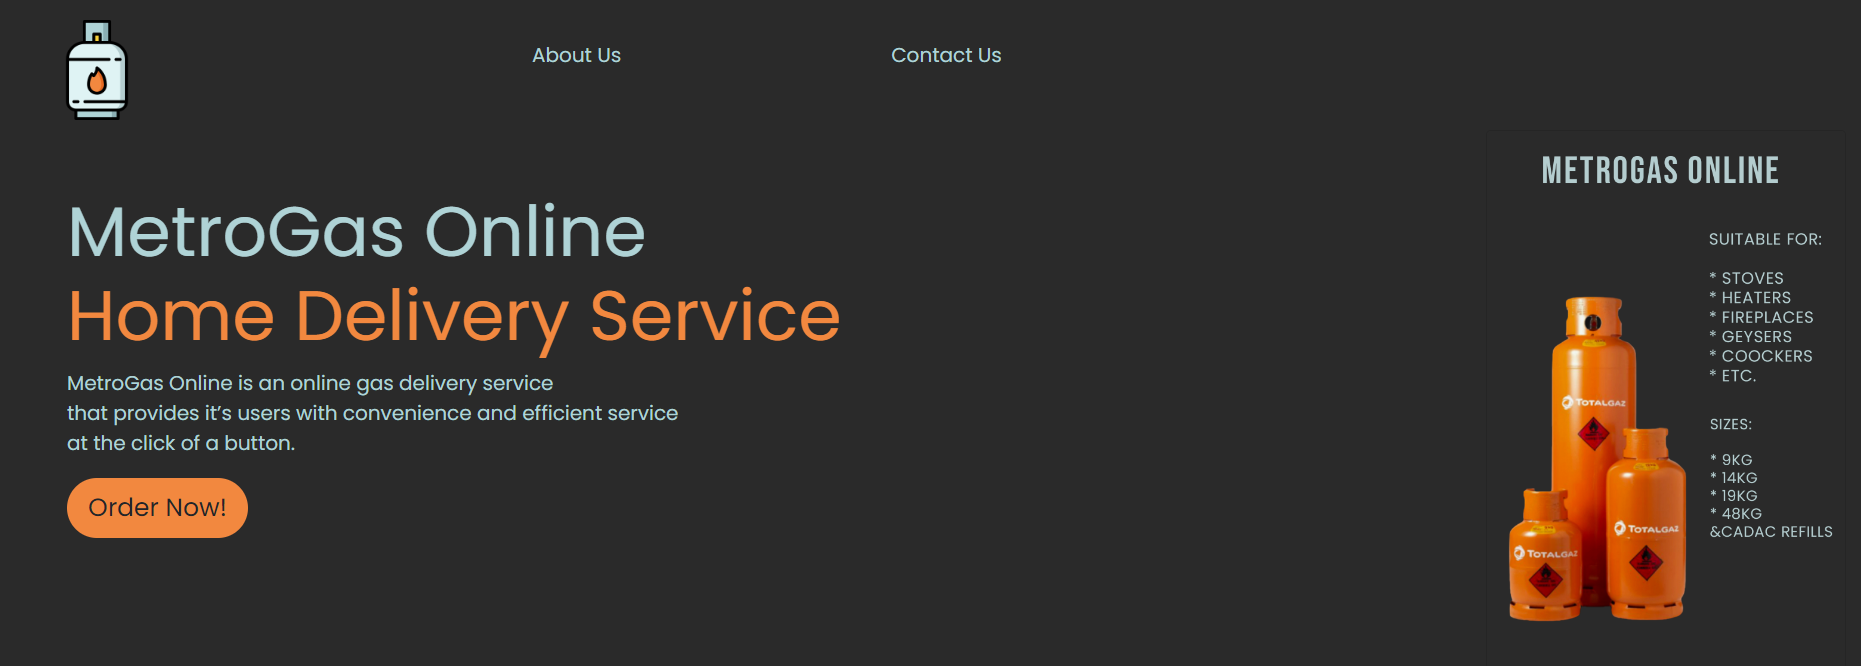 About Us
Contact Us
MetroGas Online
Home Delivery Service
MetroGas Online is an online gas delivery service
that provides it’s users with convenience and efficient service
at the click of a button.
Order Now!
METROGAS ONLINE
SUITABLE FOR:
* STOVES
* HEATERS
* FIREPLACES
* GEYSERS
* COOCKERS
* ETC.
SIZES:
* 9KG
* 14KG
* 19KG
* 48KG
&CADAC REFILLS
TOTALGAZ
TOTALGAZ
TOTALGAZ